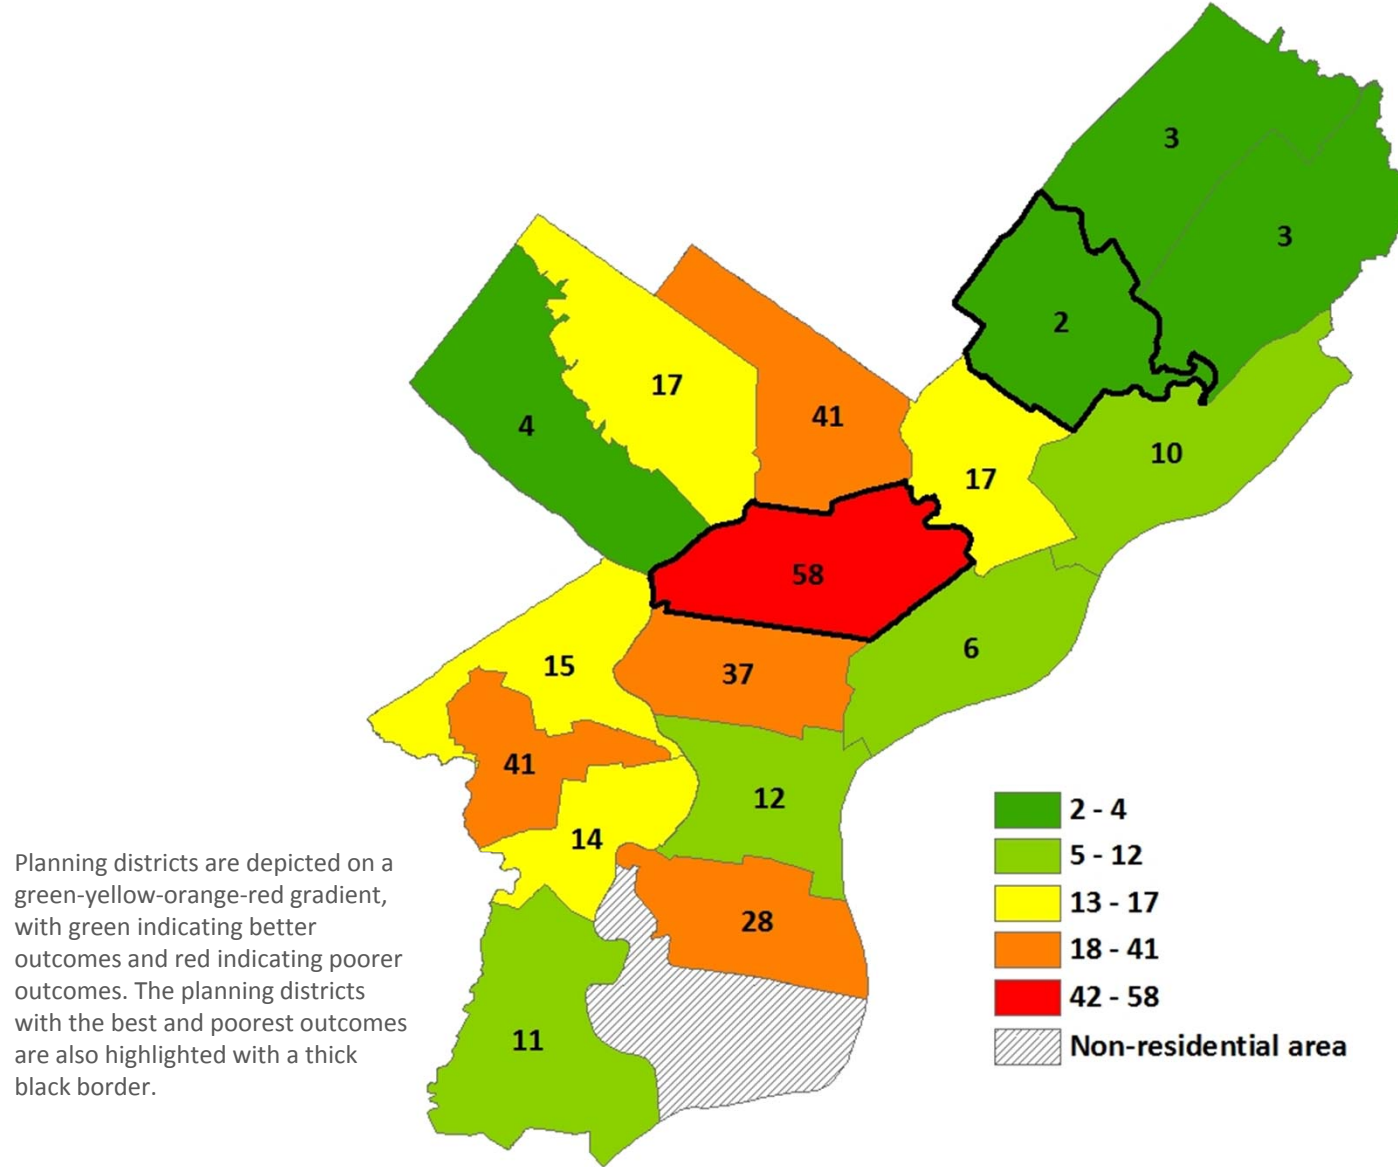 3
3
2
17
4
41
10
17
58
6
15
37
41
12
14
28
11
2 - 4
5 - 12
13 - 17
18 - 41
42 - 58
Non-residential area
Planning districts are depicted on a
green-yellow-orange-red gradient,
with green indicating better
outcomes and red indicating poorer
outcomes. The planning districts
with the best and poorest outcomes
are also highlighted with a thick
black border.